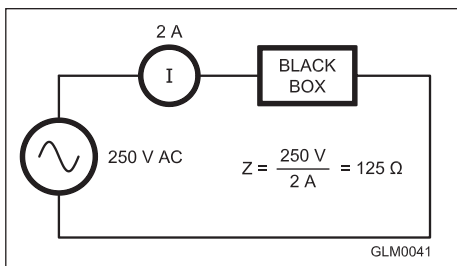 2 A
I
BLACK
BOX
250 V AC
Z = 250 V / 2 A = 125 Ω
GLM0041